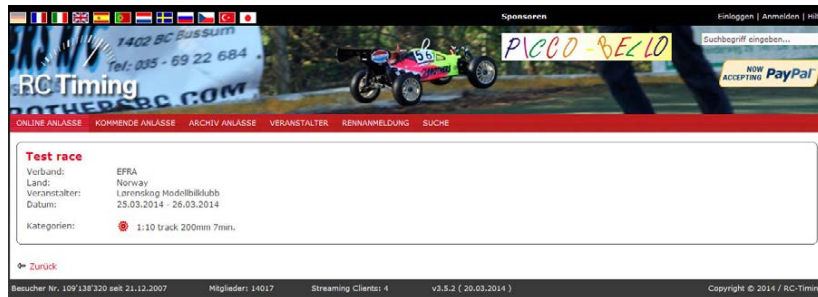 Sponsoren
Einloggen | Anmelden | Hil
1402 BC Bussum
Tel: 035 - 69 22 684
RC Timing
.COM
PICCO-BELLO
Suchbegriff eingeben...
NOW ACCEPTING PayPal
ONLINE ANLÄSSE KOMMENDE ANLÄSSE ARCHIV ANLÄSSE VERANSTALTER RENNANMELDUNG SUCHE
Test race
Verband: EFRA
Land: Norway
Veranstalter: Lørenskog Modellbilklubb
Datum: 25.03.2014 - 26.03.2014
Kategorien: 1:10 track 200mm 7min.
Zurück
Besucher Nr. 109'138'320 seit 21.12.2007 Mitglieder: 14017 Streaming Clients: 4 v3.5.2 ( 20.03.2014 ) Copyright © 2014 / RC-Timin